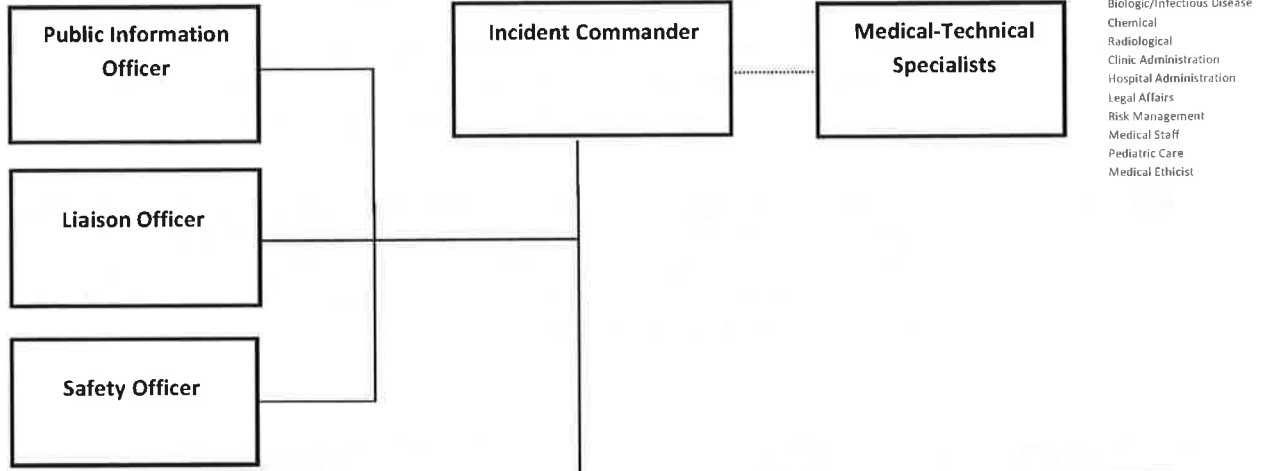 Public Information
Officer
Incident Commander
Medical-Technical
Specialists
Biologic/Infectious Disease
Chemical
Radiological
Clinic Administration
Hospital Administration
Legal Affairs
Risk Management
Medical Staff
Pediatric Care
Medical Ethicist
Liaison Officer
Safety Officer